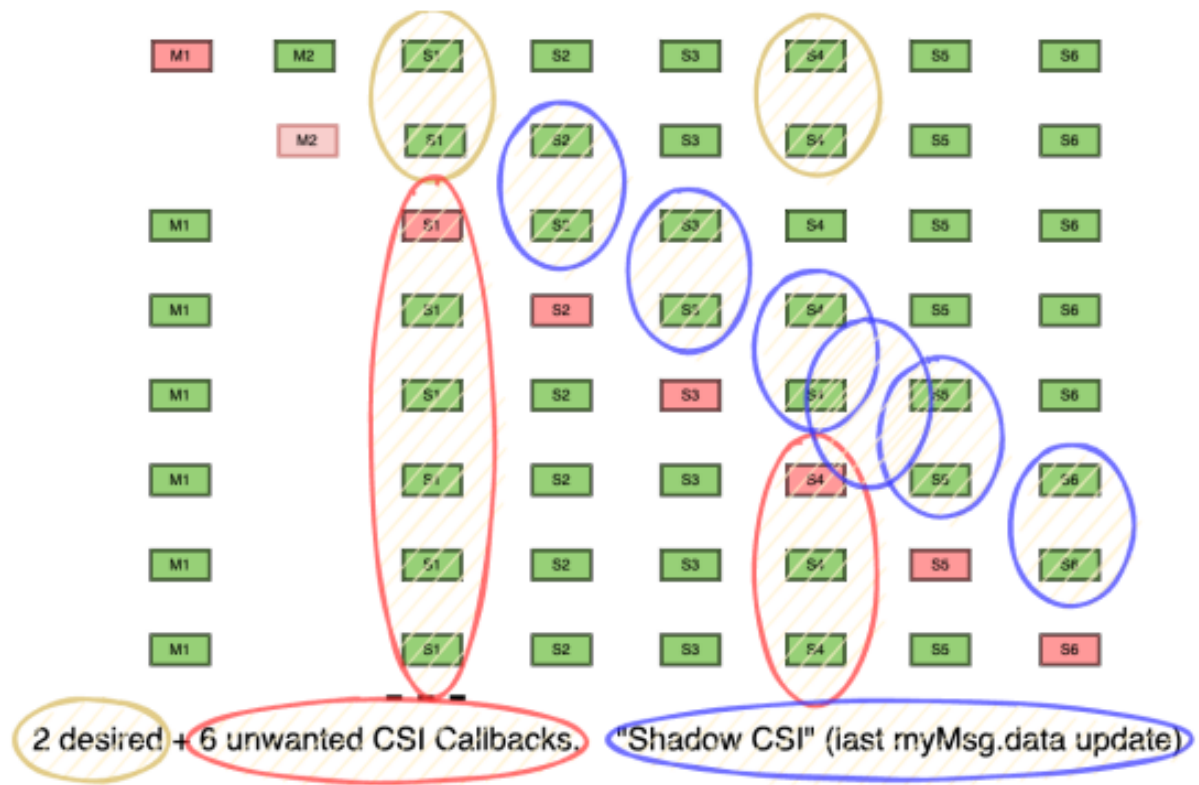 M1 M2 S1 S2 S3 S4 S5 S6
M2 S1 S2 S3 S4 S5 S6
M1 S1 S2 S3 S4 S5 S6
M1 S1 S2 S3 S4 S5 S6
M1 S1 S2 S3 S4 S5 S6
M1 S1 S2 S3 S4 S5 S6
M1 S1 S2 S3 S4 S5 S6
M1 S1 S2 S3 S4 S5 S6
2 desired + 6 unwanted CSI Callbacks. "Shadow CSI" (last myMsg.data update)